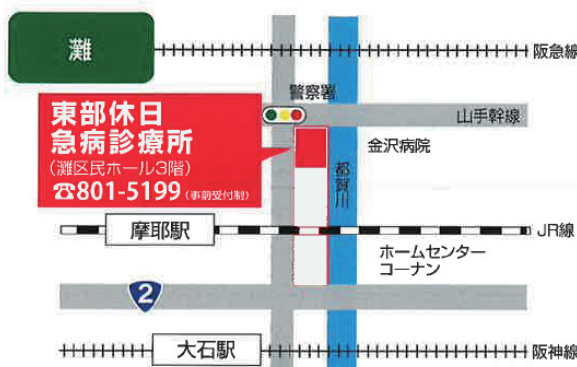 灘
阪急線
警察署
東部休日
急病診療所
(灘区民ホール3階)
☎801-5199 (事前受付制)
山手幹線
金沢病院
都賀川
摩耶駅
JR線
ホームセンター
コーナン
2
大石駅
阪神線